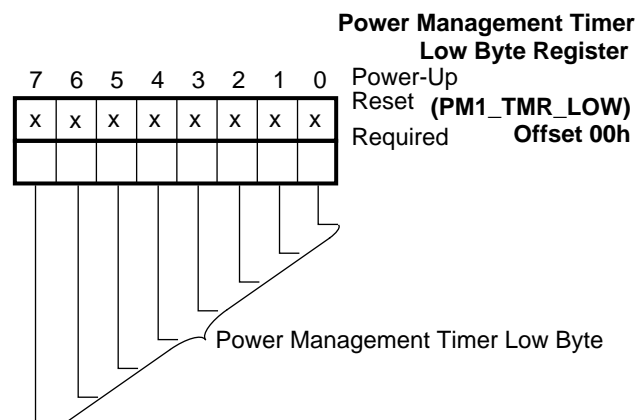 Power Management Timer
Low Byte Register
(PM1_TMR_LOW)
Offset 00h
7 6 5 4 3 2 1 0
Power-Up
Reset
x x x x x x x x
Required
Power Management Timer Low Byte